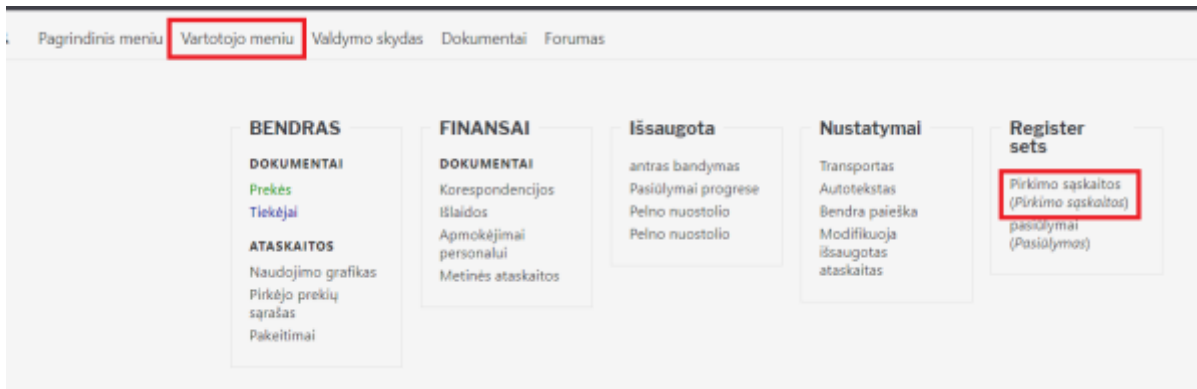 Pagrindinis meniu Vartotojo meniu Valdymo skydas Dokumentai Forumas
BENDRAS
DOKUMENTAI
Prekės
Tiekėjai
ATASKAITOS
Naudojimo grafikas
Pirkėjo prekių
sąrašas
Pakeitimai
FINANSAI
DOKUMENTAI
Korespondencijos
Išlaidos
Apmokėjimai
personalui
Metinės ataskaitos
Išsaugota
antras bandymas
Pasiūlymai progrese
Pelno nuostolio
Pelno nuostolio
Nustatymai
Transportas
Autotekstas
Bendra paieška
Modifikuoja
išsaugotas
ataskaitas
Register
sets
Pirkimo sąskaitos
(Pirkimo sąskaitos)
pasiūlymai
(Pasiūlymas)